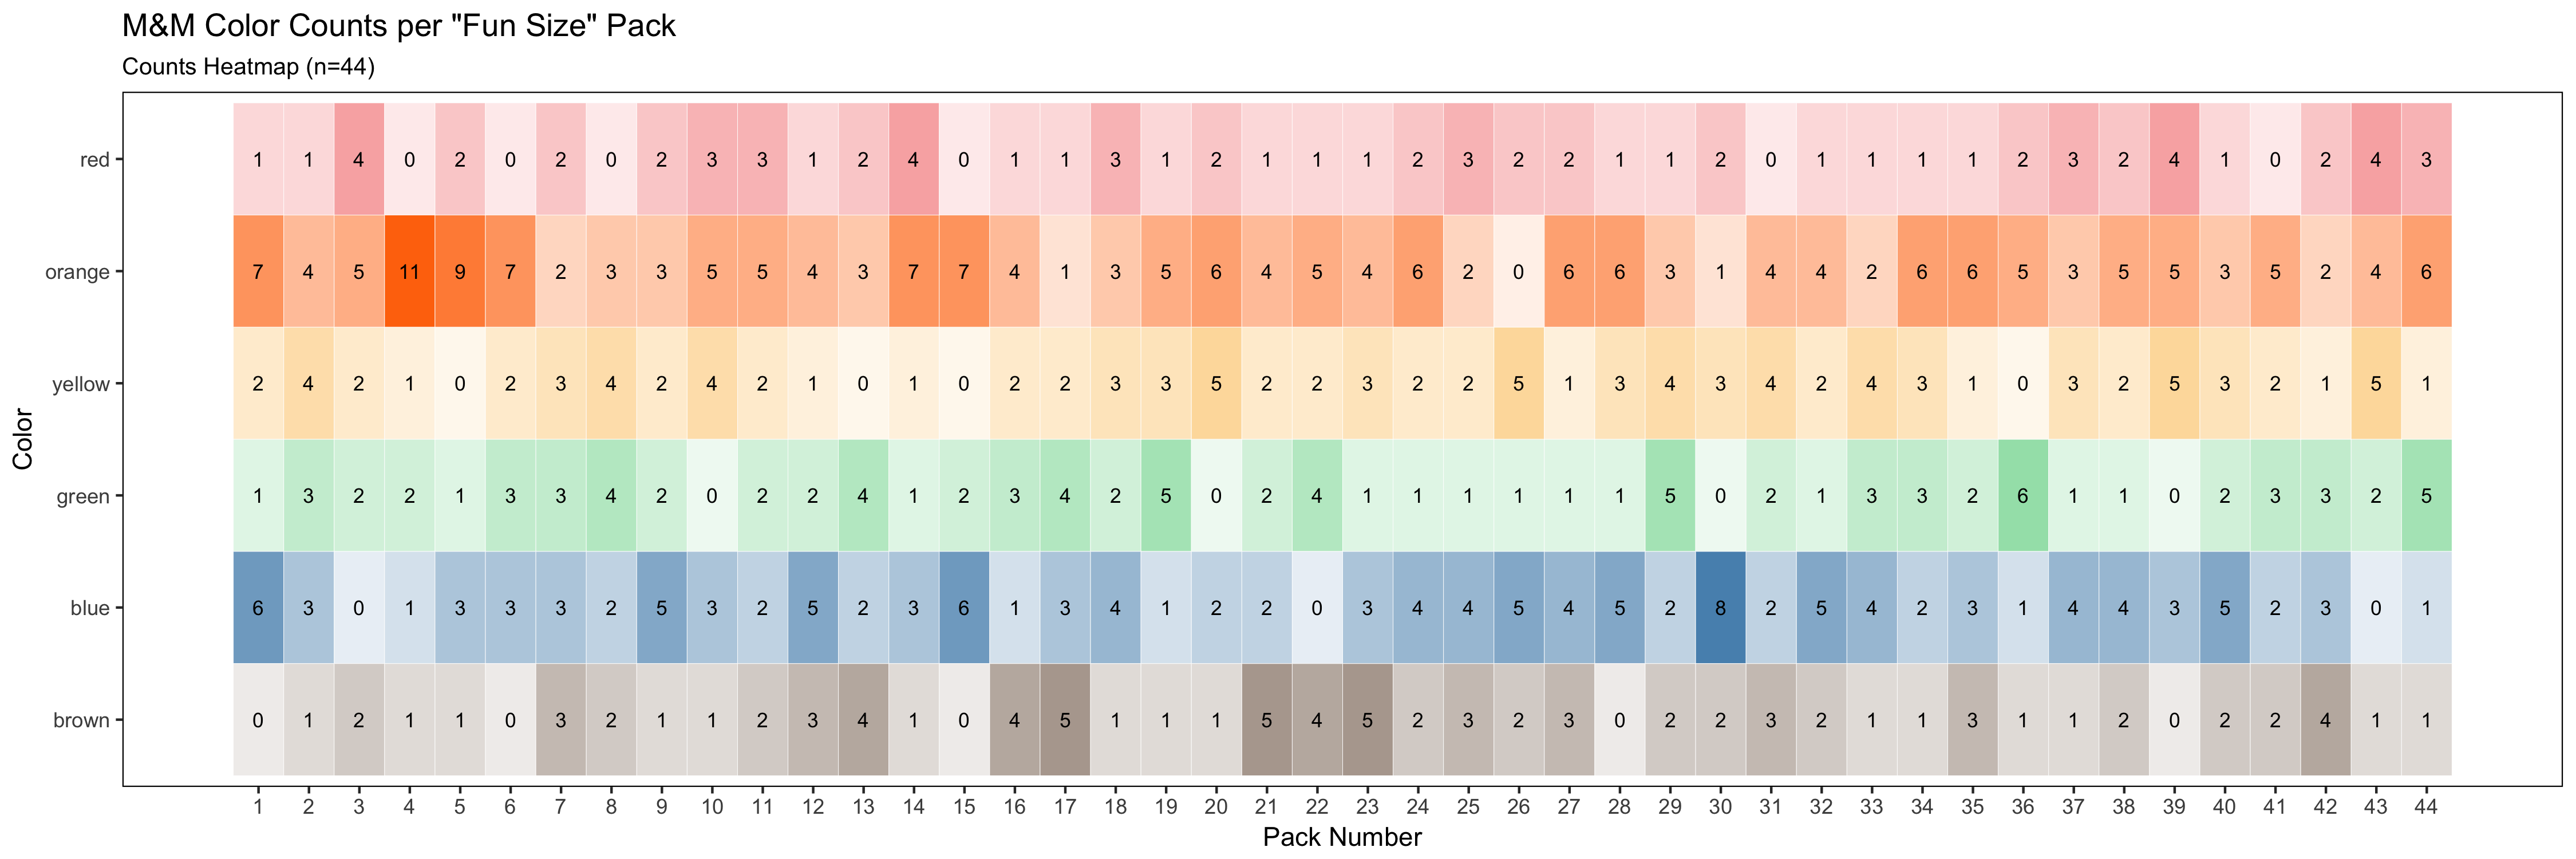 M&M Color Counts per "Fun Size" Pack
Counts Heatmap (n=44)
Color
red 1 1 4 0 2 0 2 0 2 3 3 1 2 4 0 1 1 3 1 2 1 1 1 2 3 2 2 1 1 2 0 1 1 1 1 2 3 2 4 1 0 2 4 3
orange 7 4 5 11 9 7 2 3 3 5 5 4 3 7 7 4 1 3 5 6 4 5 4 6 2 0 6 6 3 1 4 4 2 6 6 5 3 5 5 3 5 2 4 6
yellow 2 4 2 1 0 2 3 4 2 4 2 1 0 1 0 2 2 3 3 5 2 2 3 2 2 5 1 3 4 3 4 2 4 3 1 0 3 2 5 3 2 1 5 1
green 1 3 2 2 1 3 3 4 2 0 2 2 4 1 2 3 4 2 5 0 2 4 1 1 1 1 1 1 5 0 2 1 3 3 2 6 1 1 0 2 3 3 2 5
blue 6 3 0 1 3 3 3 2 5 3 2 5 2 3 6 1 3 4 1 2 2 0 3 4 4 5 4 5 2 8 2 5 4 2 3 1 4 4 3 5 2 3 0 1
brown 0 1 2 1 1 0 3 2 1 1 2 3 4 1 0 4 5 1 1 1 5 4 5 2 3 2 3 0 2 2 3 2 1 1 3 1 1 2 0 2 2 4 1 1
1 2 3 4 5 6 7 8 9 10 11 12 13 14 15 16 17 18 19 20 21 22 23 24 25 26 27 28 29 30 31 32 33 34 35 36 37 38 39 40 41 42 43 44
Pack Number